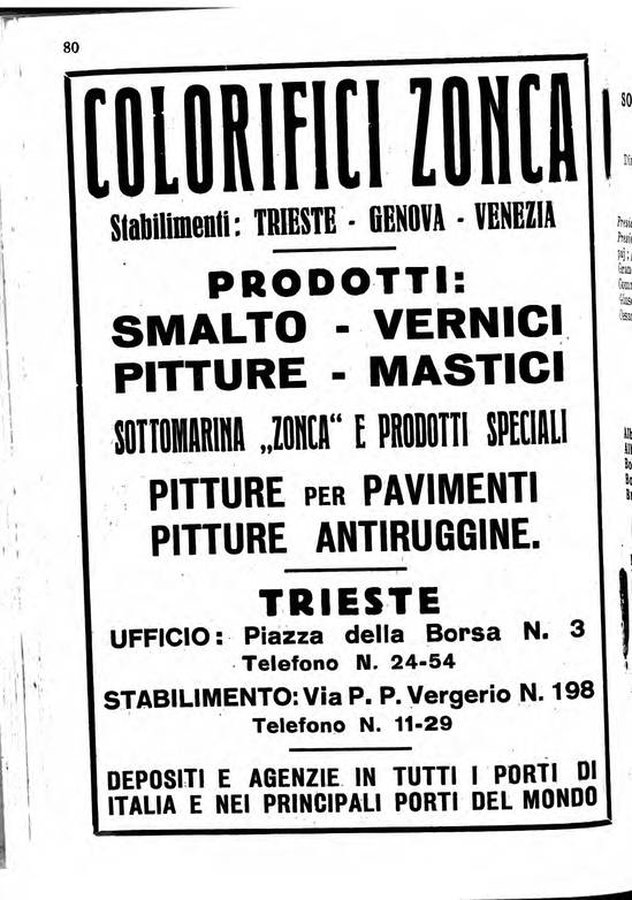 80
COLORIFICI ZONCA
Stabilimenti: TRIESTE - GENOVA - VENEZIA
PRODOTTI:
SMALTO - VERNICI
PITTURE - MASTICI
SOTTOMARINA „ZONCA“ E PRODOTTI SPECIALI
PITTURE PER PAVIMENTI
PITTURE ANTIRUGGINE.
TRIESTE
UFFICIO: Piazza della Borsa N. 3
Telefono N. 24-54
STABILIMENTO: Via P. P. Vergerio N. 198
Telefono N. 11-29
DEPOSITI E AGENZIE IN TUTTI I PORTI DI
ITALIA E NEI PRINCIPALI PORTI DEL MONDO